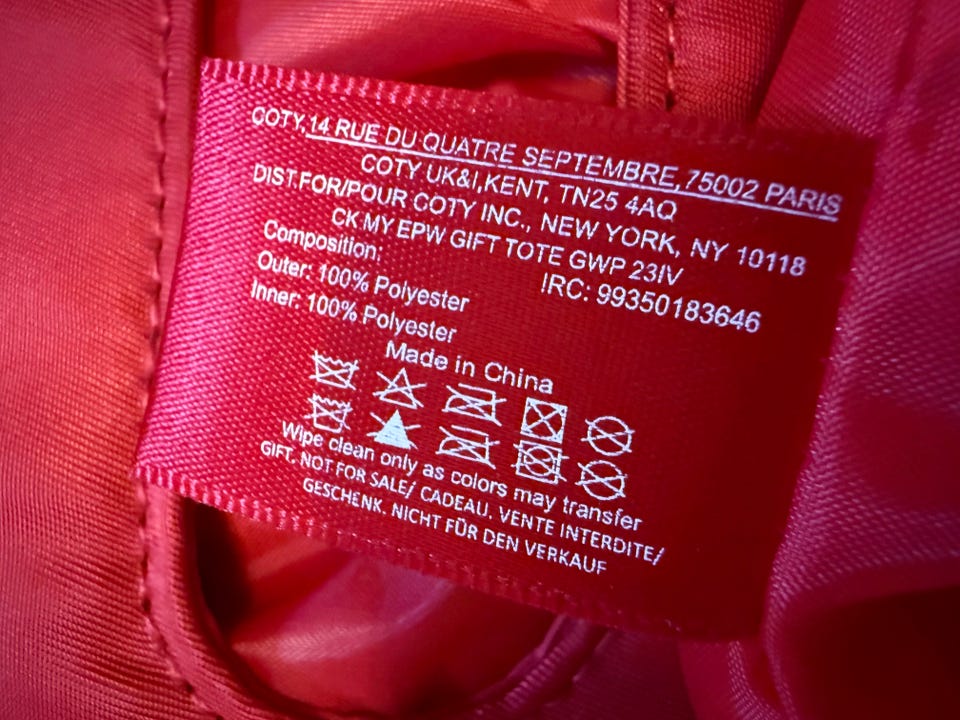 COTY,14 RUE DU QUATRE SEPTEMBRE,75002 PARIS
COTY UK&I,KENT, TN25 4AQ
DIST.FOR/POUR COTY INC., NEW YORK, NY 10118
CK MY EPW GIFT TOTE GWP 23IV
Composition:
IRC: 99350183646
Outer: 100% Polyester
Inner: 100% Polyester
Made in China
Wipe clean only as colors may transfer
GIFT. NOT FOR SALE/ CADEAU. VENTE INTERDITE/
GESCHENK. NICHT FÜR DEN VERKAUF